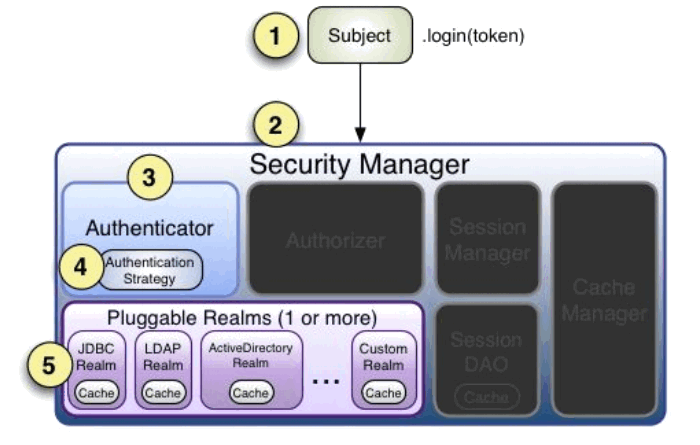 1
Subject
.login(token)
2
Security Manager
3
Authenticator
Authorizer
Session
Manager
Cache
Manager
4
Authentication
Strategy
Pluggable Realms (1 or more)
5
JDBC
Realm
Cache
LDAP
Realm
Cache
ActiveDirectory
Realm
Cache
...
Custom
Realm
Cache
Session
DAO
Cache